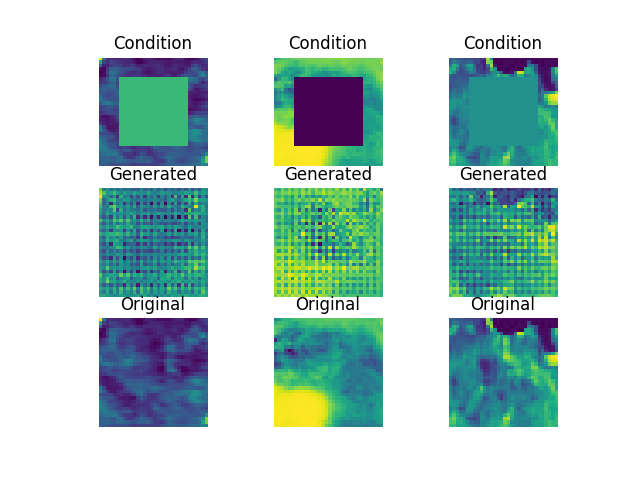 Condition Condition Condition
Generated Generated Generated
Original Original Original